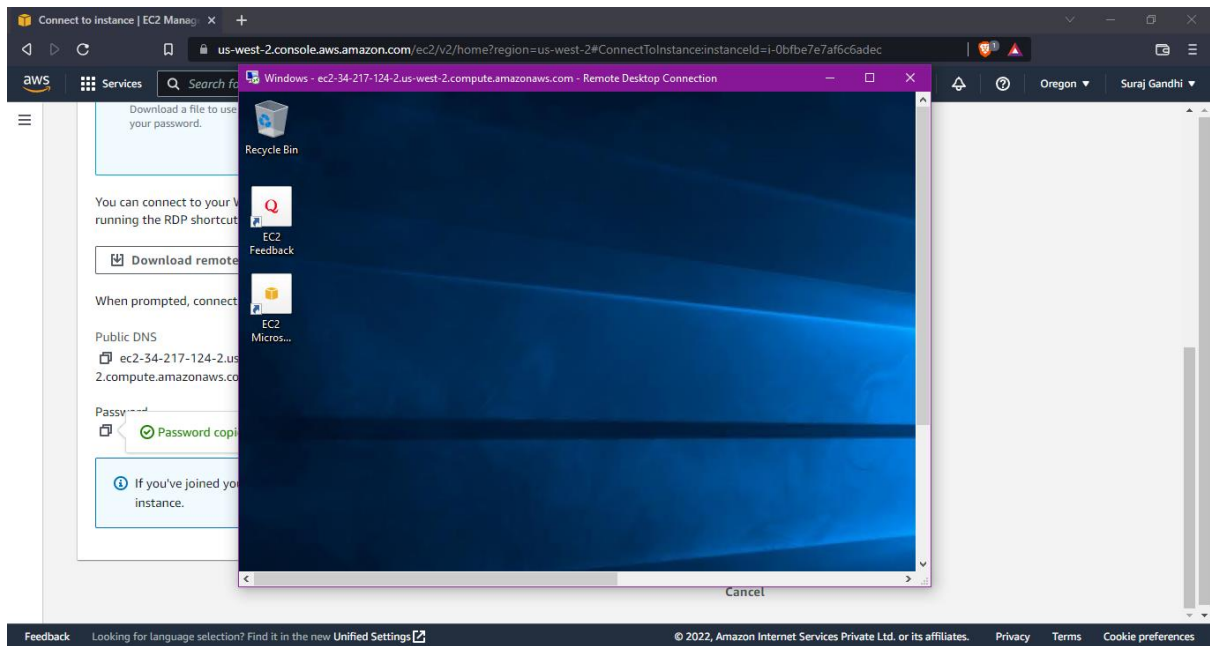 Connect to instance | EC2 Manag
us-west-2.console.aws.amazon.com/ec2/v2/home?region=us-west-2#ConnectToInstance:instanceId=i-0bfbe7e7af6c6adec
aws Services Search fo Oregon Suraj Gandhi
Windows - ec2-34-217-124-2.us-west-2.compute.amazonaws.com - Remote Desktop Connection
Download a file to use
your password.
You can connect to your W
running the RDP shortcut
Download remote
When prompted, connect
Public DNS
ec2-34-217-124-2.us
2.compute.amazonaws.co
Password
Password copi
If you've joined you
instance.
Recycle Bin
EC2
Feedback
EC2
Micros...
Cancel
Feedback Looking for language selection? Find it in the new Unified Settings © 2022, Amazon Internet Services Private Ltd. or its affiliates. Privacy Terms Cookie preferences